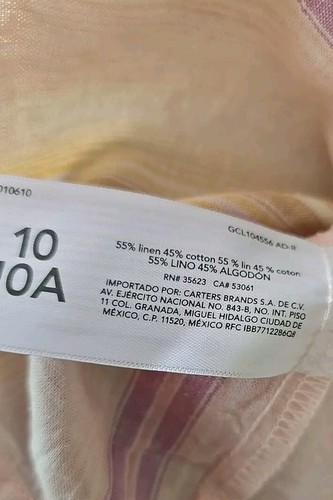 010610
GCL104556 AD-R
10
10A
55% linen 45% cotton 55 % lin 45 % coton
55% LINO 45% ALGODÓN
RN# 35623 CA# 53061
IMPORTADO POR: CARTERS BRANDS S.A. DE C.V.
AV. EJÉRCITO NACIONAL NO. 843-B, NO. INT. PISO
11 COL. GRANADA, MIGUEL HIDALGO CIUDAD DE
MÉXICO, C.P. 11520, MÉXICO RFC IBB7712286Q8